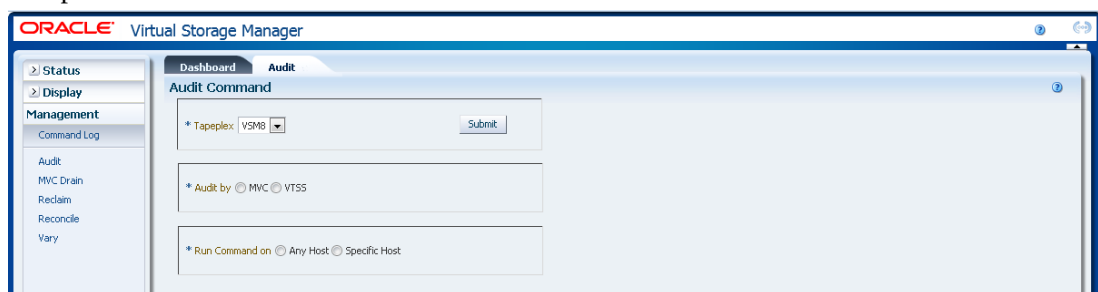 ORACLE Virtual Storage Manager
Status
Display
Management
Command Log
Audit
MVC Drain
Reclaim
Reconcile
Vary
Dashboard Audit
Audit Command
* Tapeplex VSM8 Submit
* Audit by MVC VTSS
* Run Command on Any Host Specific Host